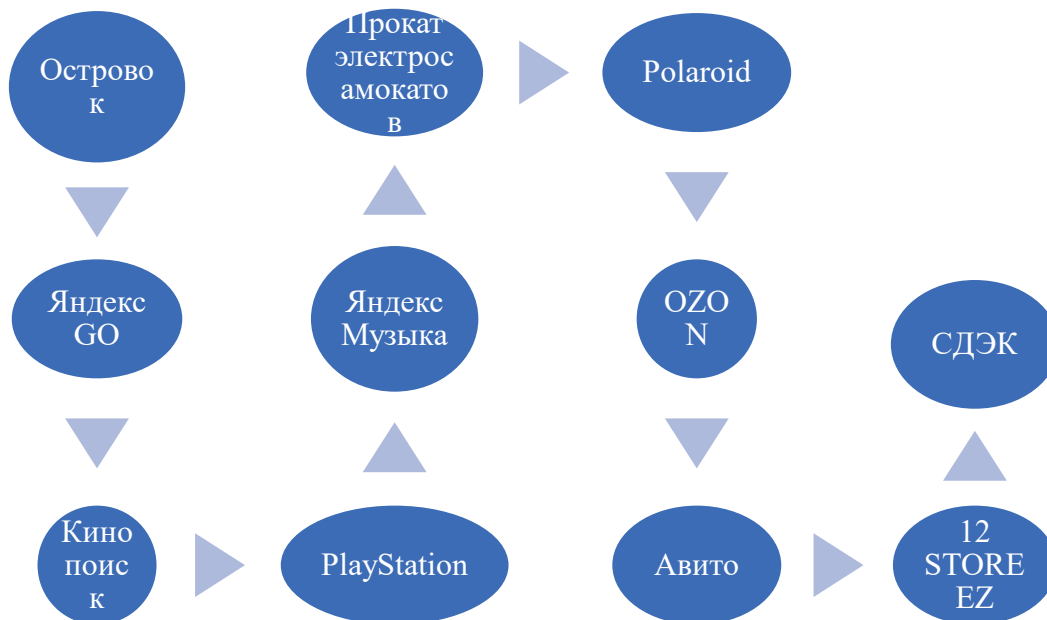 Острово
к
Яндекс
GO
Кино
поис
к
PlayStation
Яндекс
Музыка
Прокат
электрос
амокато
в
Polaroid
OZO
N
Авито
12
STORE
EZ
СДЭК